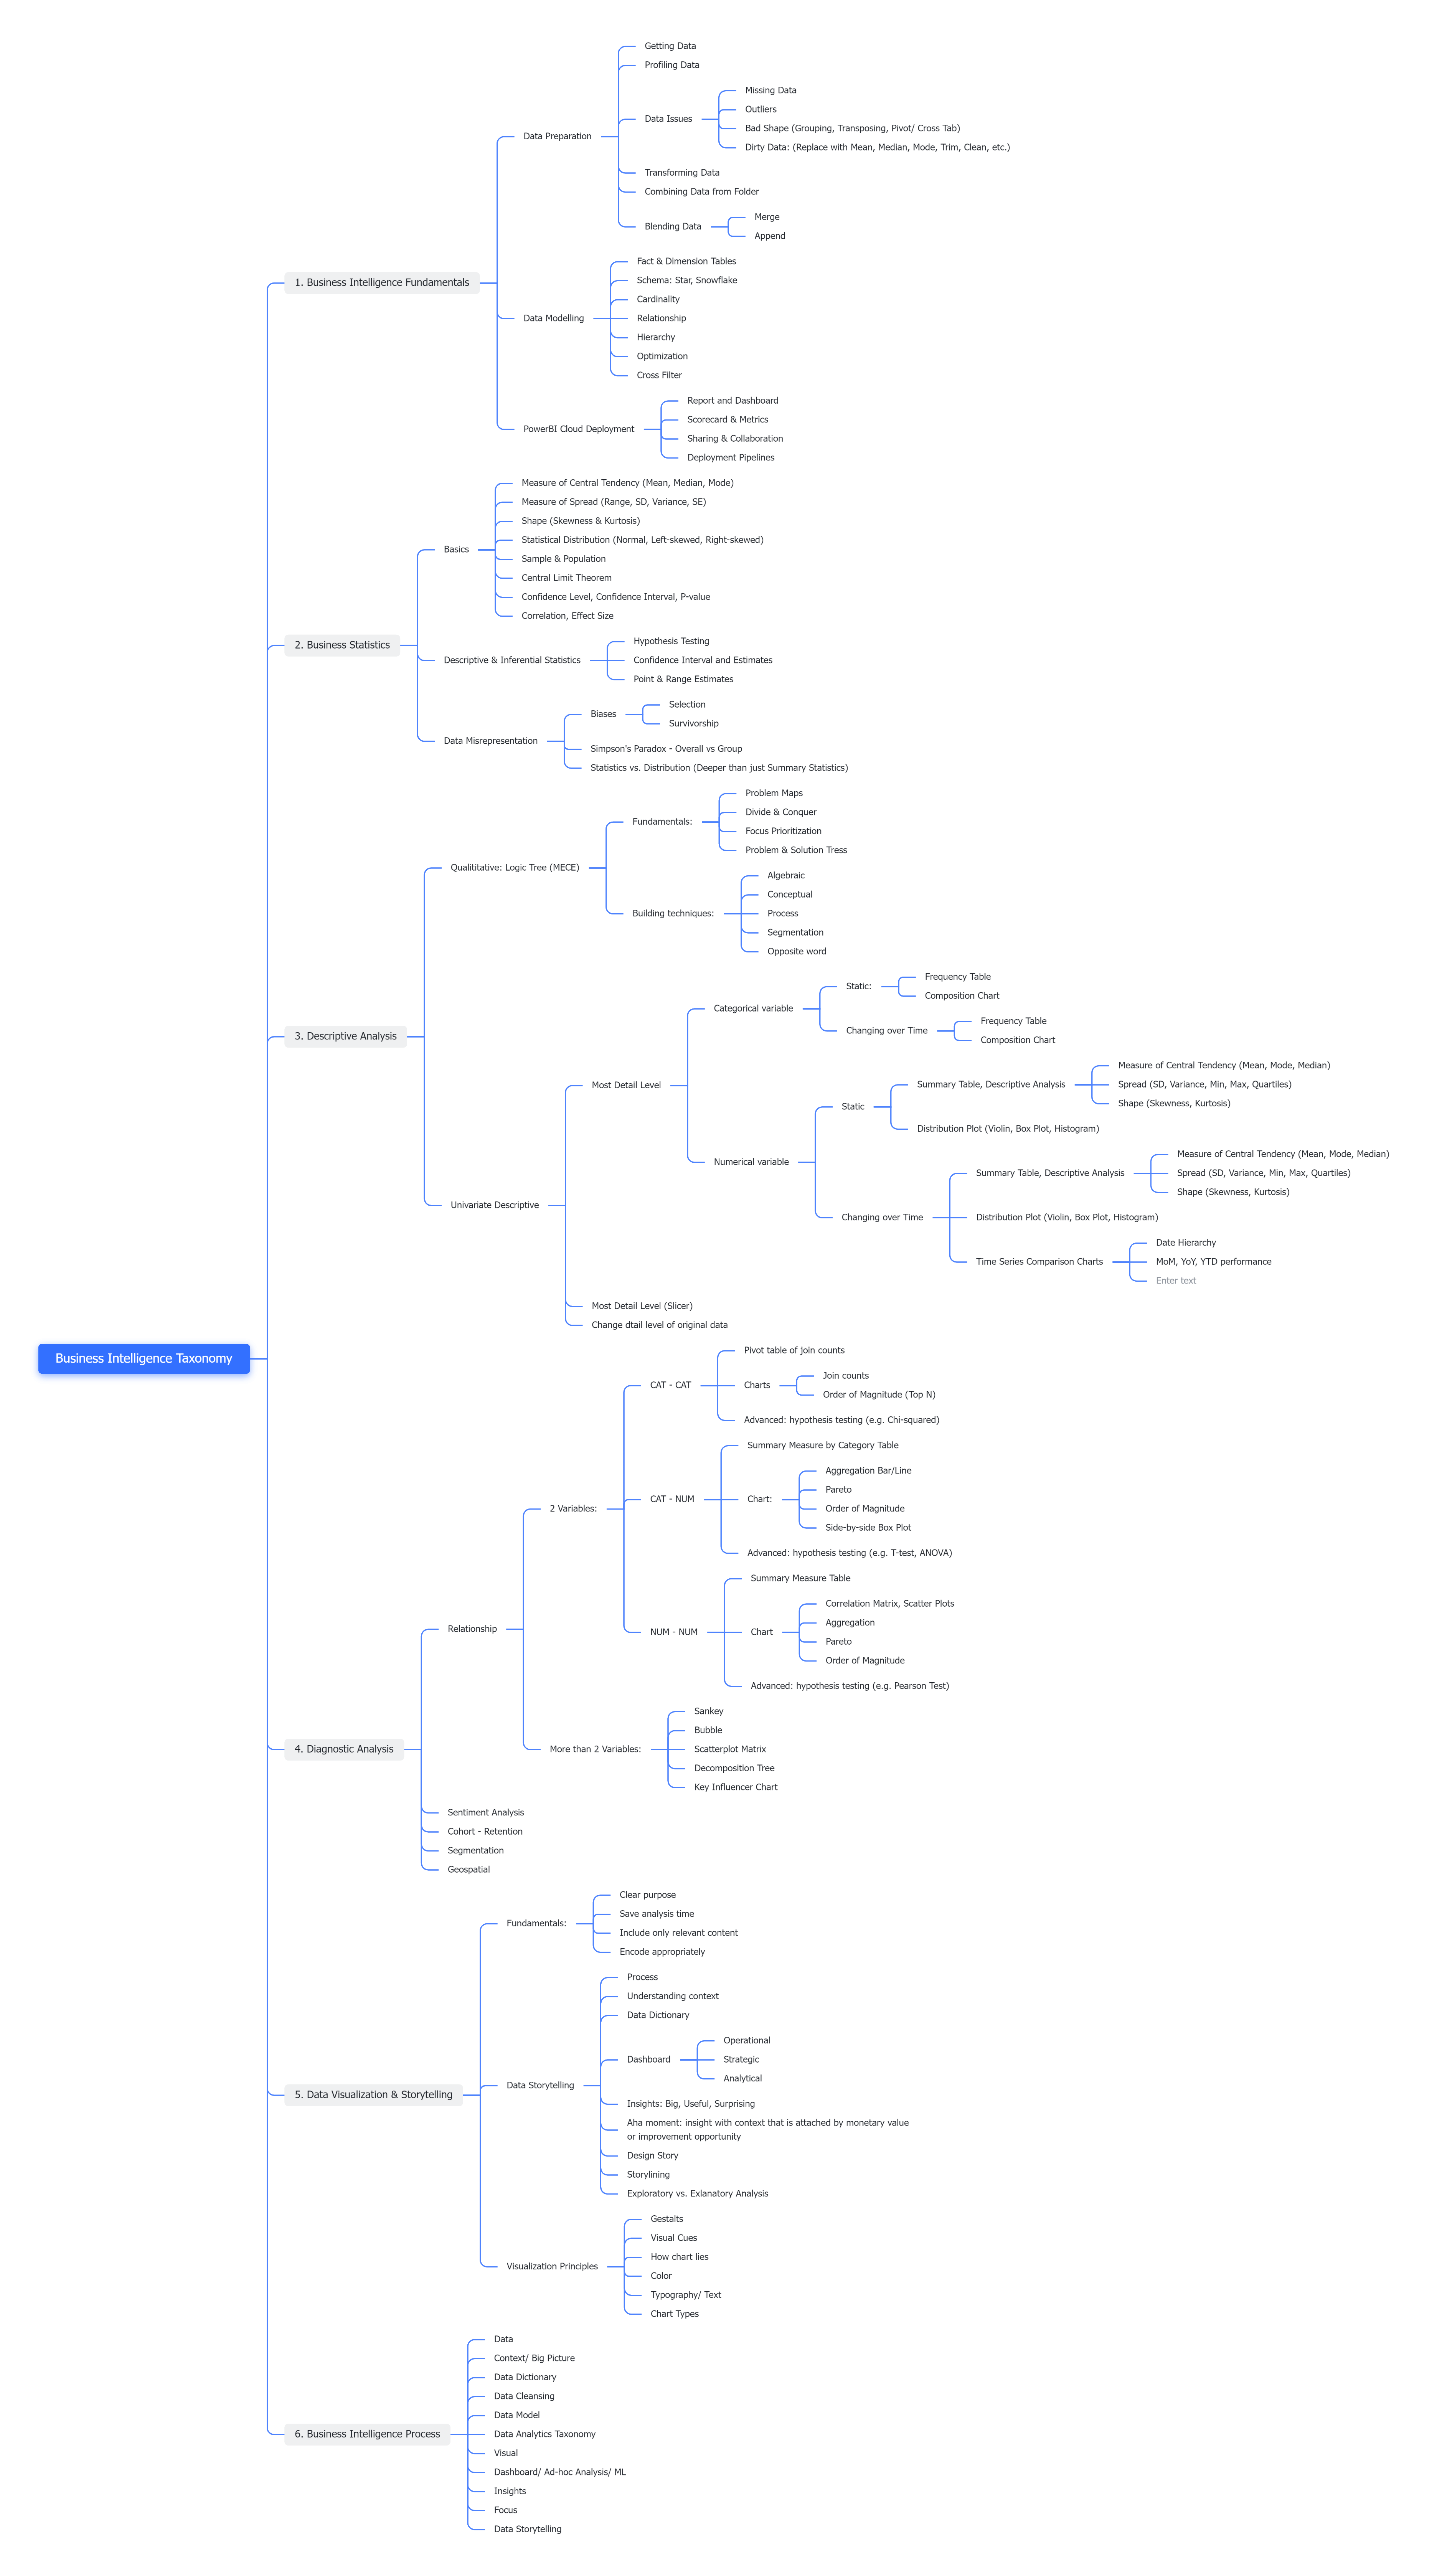 Business Intelligence Taxonomy
1. Business Intelligence Fundamentals
Data Preparation
Getting Data
Profiling Data
Data Issues
Missing Data
Outliers
Bad Shape (Grouping, Transposing, Pivot/ Cross Tab)
Dirty Data: (Replace with Mean, Median, Mode, Trim, Clean, etc.)
Transforming Data
Combining Data from Folder
Blending Data
Merge
Append
Data Modelling
Fact & Dimension Tables
Schema: Star, Snowflake
Cardinality
Relationship
Hierarchy
Optimization
Cross Filter
PowerBI Cloud Deployment
Report and Dashboard
Scorecard & Metrics
Sharing & Collaboration
Deployment Pipelines
2. Business Statistics
Basics
Measure of Central Tendency (Mean, Median, Mode)
Measure of Spread (Range, SD, Variance, SE)
Shape (Skewness & Kurtosis)
Statistical Distribution (Normal, Left-skewed, Right-skewed)
Sample & Population
Central Limit Theorem
Confidence Level, Confidence Interval, P-value
Correlation, Effect Size
Descriptive & Inferential Statistics
Hypothesis Testing
Confidence Interval and Estimates
Point & Range Estimates
Data Misrepresentation
Biases
Selection
Survivorship
Simpson's Paradox - Overall vs Group
Statistics vs. Distribution (Deeper than just Summary Statistics)
3. Descriptive Analysis
Qualititative: Logic Tree (MECE)
Fundamentals:
Problem Maps
Divide & Conquer
Focus Prioritization
Problem & Solution Tress
Building techniques:
Algebraic
Conceptual
Process
Segmentation
Opposite word
Univariate Descriptive
Most Detail Level
Categorical variable
Static:
Frequency Table
Composition Chart
Changing over Time
Frequency Table
Composition Chart
Numerical variable
Static
Summary Table, Descriptive Analysis
Measure of Central Tendency (Mean, Mode, Median)
Spread (SD, Variance, Min, Max, Quartiles)
Shape (Skewness, Kurtosis)
Distribution Plot (Violin, Box Plot, Histogram)
Changing over Time
Summary Table, Descriptive Analysis
Measure of Central Tendency (Mean, Mode, Median)
Spread (SD, Variance, Min, Max, Quartiles)
Shape (Skewness, Kurtosis)
Distribution Plot (Violin, Box Plot, Histogram)
Time Series Comparison Charts
Date Hierarchy
MoM, YoY, YTD performance
Enter text
Most Detail Level (Slicer)
Change dtail level of original data
4. Diagnostic Analysis
Relationship
2 Variables:
CAT - CAT
Pivot table of join counts
Charts
Join counts
Order of Magnitude (Top N)
Advanced: hypothesis testing (e.g. Chi-squared)
CAT - NUM
Summary Measure by Category Table
Chart:
Aggregation Bar/Line
Pareto
Order of Magnitude
Side-by-side Box Plot
Advanced: hypothesis testing (e.g. T-test, ANOVA)
NUM - NUM
Summary Measure Table
Chart
Correlation Matrix, Scatter Plots
Aggregation
Pareto
Order of Magnitude
Advanced: hypothesis testing (e.g. Pearson Test)
More than 2 Variables:
Sankey
Bubble
Scatterplot Matrix
Decomposition Tree
Key Influencer Chart
Sentiment Analysis
Cohort - Retention
Segmentation
Geospatial
5. Data Visualization & Storytelling
Fundamentals:
Clear purpose
Save analysis time
Include only relevant content
Encode appropriately
Data Storytelling
Process
Understanding context
Data Dictionary
Dashboard
Operational
Strategic
Analytical
Insights: Big, Useful, Surprising
Aha moment: insight with context that is attached by monetary value
or improvement opportunity
Design Story
Storylining
Exploratory vs. Exlanatory Analysis
Visualization Principles
Gestalts
Visual Cues
How chart lies
Color
Typography/ Text
Chart Types
6. Business Intelligence Process
Data
Context/ Big Picture
Data Dictionary
Data Cleansing
Data Model
Data Analytics Taxonomy
Visual
Dashboard/ Ad-hoc Analysis/ ML
Insights
Focus
Data Storytelling